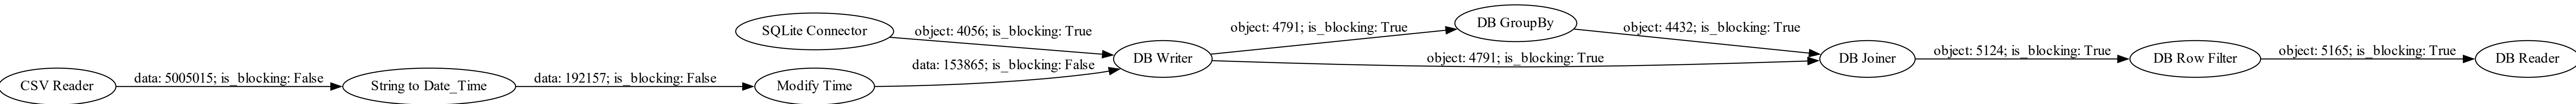 CSV Reader
data: 5005015; is_blocking: False
String to Date_Time
data: 192157; is_blocking: False
SQLite Connector
Modify Time
object: 4056; is_blocking: True
data: 153865; is_blocking: False
DB Writer
object: 4791; is_blocking: True
object: 4791; is_blocking: True
DB GroupBy
object: 4432; is_blocking: True
DB Joiner
object: 5124; is_blocking: True
DB Row Filter
object: 5165; is_blocking: True
DB Reader